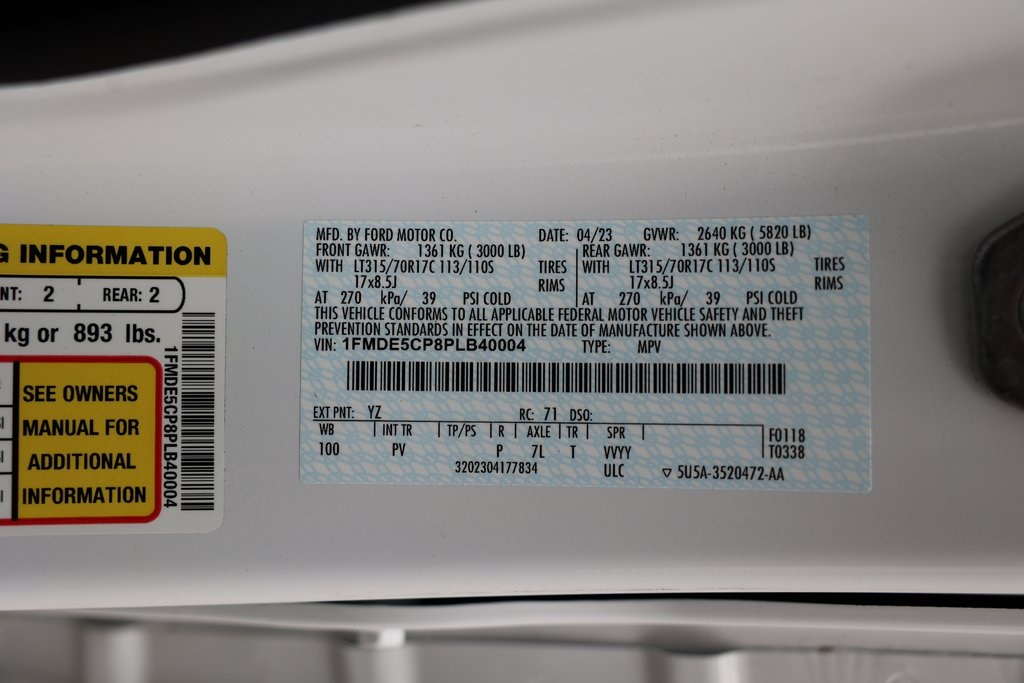 G INFORMATION
NT: 2 REAR: 2
kg or 893 lbs.
SEE OWNERS
MANUAL FOR
ADDITIONAL
INFORMATION
1FMDE5CP8PLB40004
MFD. BY FORD MOTOR CO. DATE: 04/23 GVWR: 2640 KG ( 5820 LB)
FRONT GAWR: 1361 KG ( 3000 LB) REAR GAWR: 1361 KG ( 3000 LB)
WITH LT315/70R17C 113/110S TIRES WITH LT315/70R17C 113/110S TIRES
17x8.5J RIMS 17x8.5J RIMS
AT 270 kPa/ 39 PSI COLD AT 270 kPa/ 39 PSI COLD
THIS VEHICLE CONFORMS TO ALL APPLICABLE FEDERAL MOTOR VEHICLE SAFETY AND THEFT
PREVENTION STANDARDS IN EFFECT ON THE DATE OF MANUFACTURE SHOWN ABOVE.
VIN: 1FMDE5CP8PLB40004 TYPE: MPV
EXT PNT: YZ RC: 71 DSO:
WB INT TR TP/PS R AXLE TR SPR F0118
100 PV P 7L T VVYY T0338
3202304177834 ULC ▽ 5U5A-3520472-AA